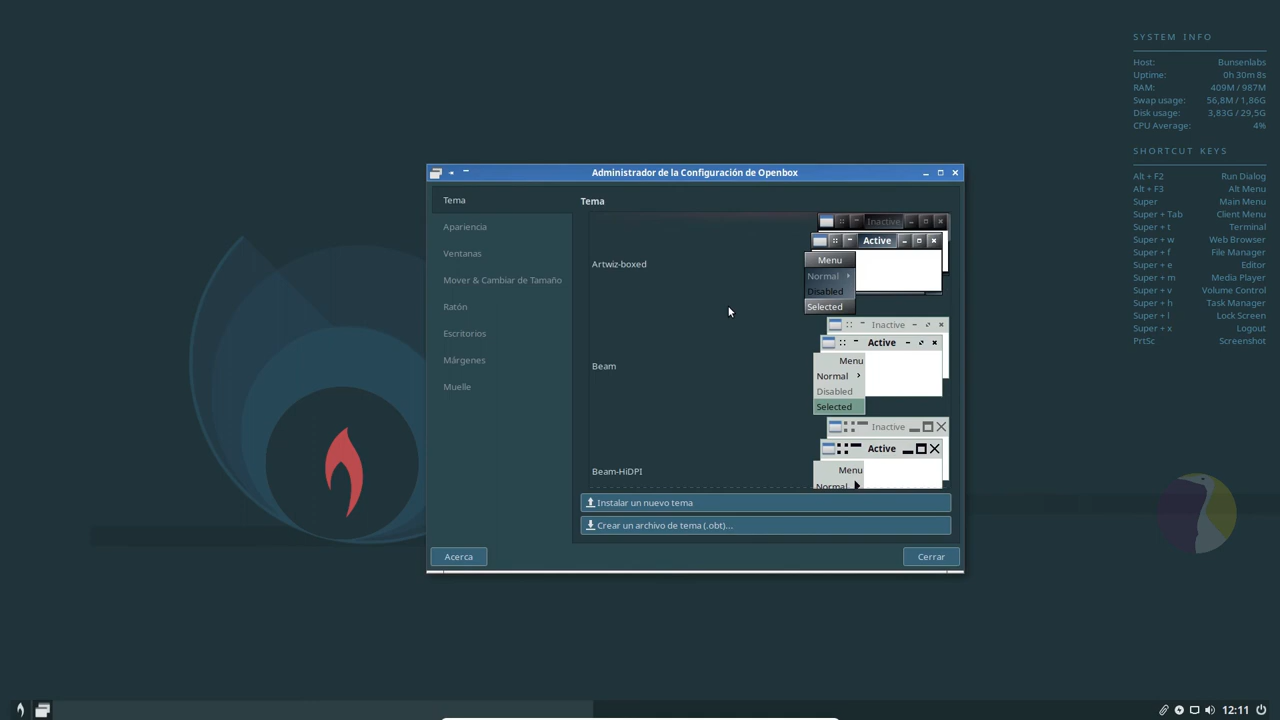 Administrador de la Configuración de Openbox
Tema
Apariencia
Ventanas
Mover & Cambiar de Tamaño
Ratón
Escritorios
Márgenes
Muelle
Tema
Artwiz-boxed
Inactive
Active
Menu
Normal
Disabled
Selected
Beam
Inactive
Active
Menu
Normal
Disabled
Selected
Beam-HiDPI
Inactive
Active
Menu
Normal
Instalar un nuevo tema
Crear un archivo de tema (.obt)...
Acerca
Cerrar
SYSTEM INFO
Host: Bunsenlabs
Uptime: 0h 30m 8s
RAM: 409M / 987M
Swap usage: 56,8M / 1,86G
Disk usage: 3,83G / 29,5G
CPU Average: 4%
SHORTCUT KEYS
Alt + F2 Run Dialog
Alt + F3 Alt Menu
Super Main Menu
Super + Tab Client Menu
Super + t Terminal
Super + w Web Browser
Super + f File Manager
Super + e Editor
Super + m Media Player
Super + v Volume Control
Super + h Task Manager
Super + l Lock Screen
Super + x Logout
PrtSc Screenshot
12:11